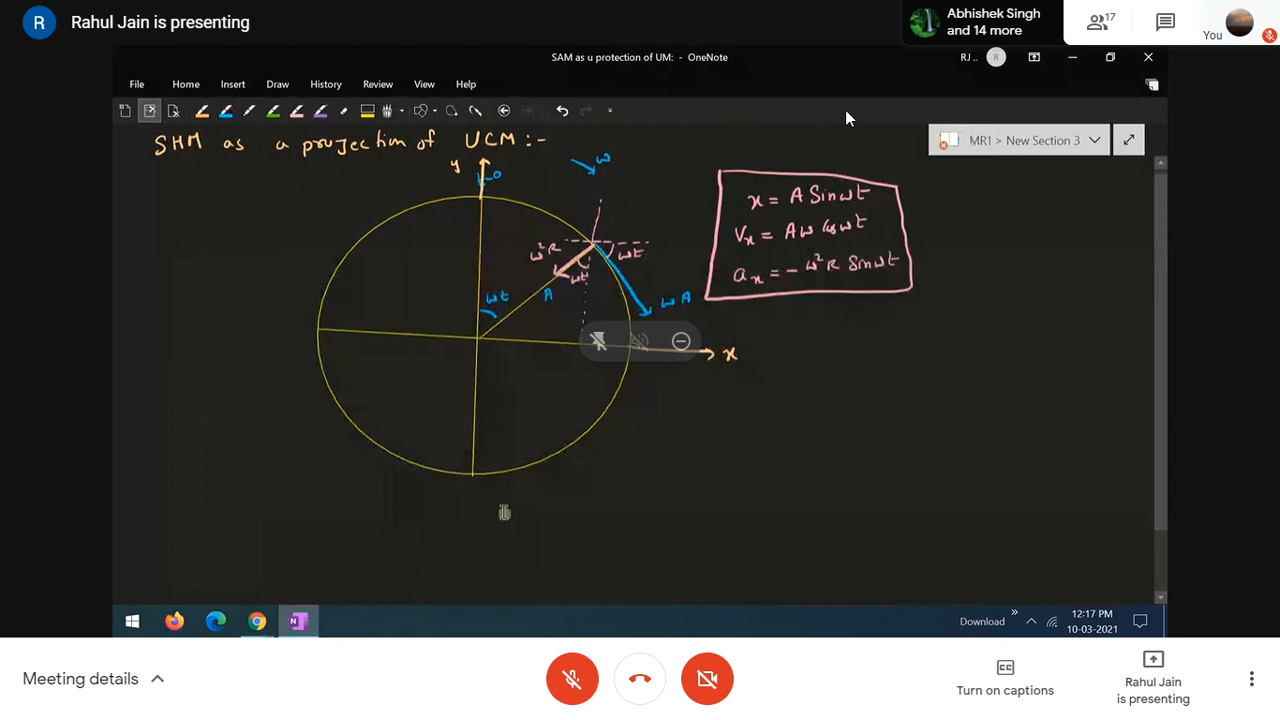 R Rahul Jain is presenting
Abhishek Singh
and 14 more
17
You
SAM as u protection of UM: - OneNote
RJ .. R
File Home Insert Draw History Review View Help
MR1 > New Section 3
SHM as a projection of UCM :-
y
t=0
ω
ω²R
ωt
ωt
ωt
A
ωA
x
x = A Sinωt
Vx = Aω Cosωt
ax = - ω²R Sinωt
Download
12:17 PM
10-03-2021
Meeting details
Turn on captions
Rahul Jain
is presenting